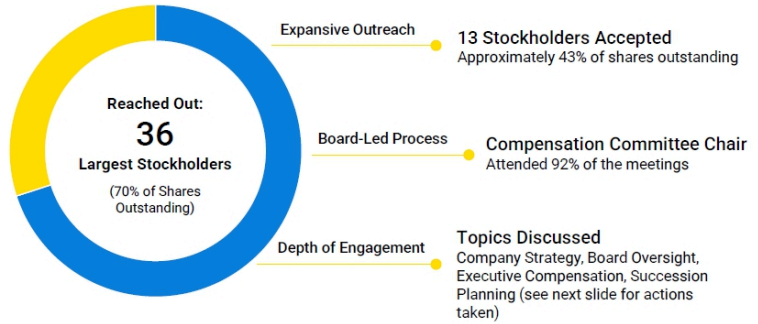 Reached Out:
36
Largest Stockholders
(70% of Shares
Outstanding)
Expansive Outreach
13 Stockholders Accepted
Approximately 43% of shares outstanding
Board-Led Process
Compensation Committee Chair
Attended 92% of the meetings
Depth of Engagement
Topics Discussed
Company Strategy, Board Oversight,
Executive Compensation, Succession
Planning (see next slide for actions
taken)